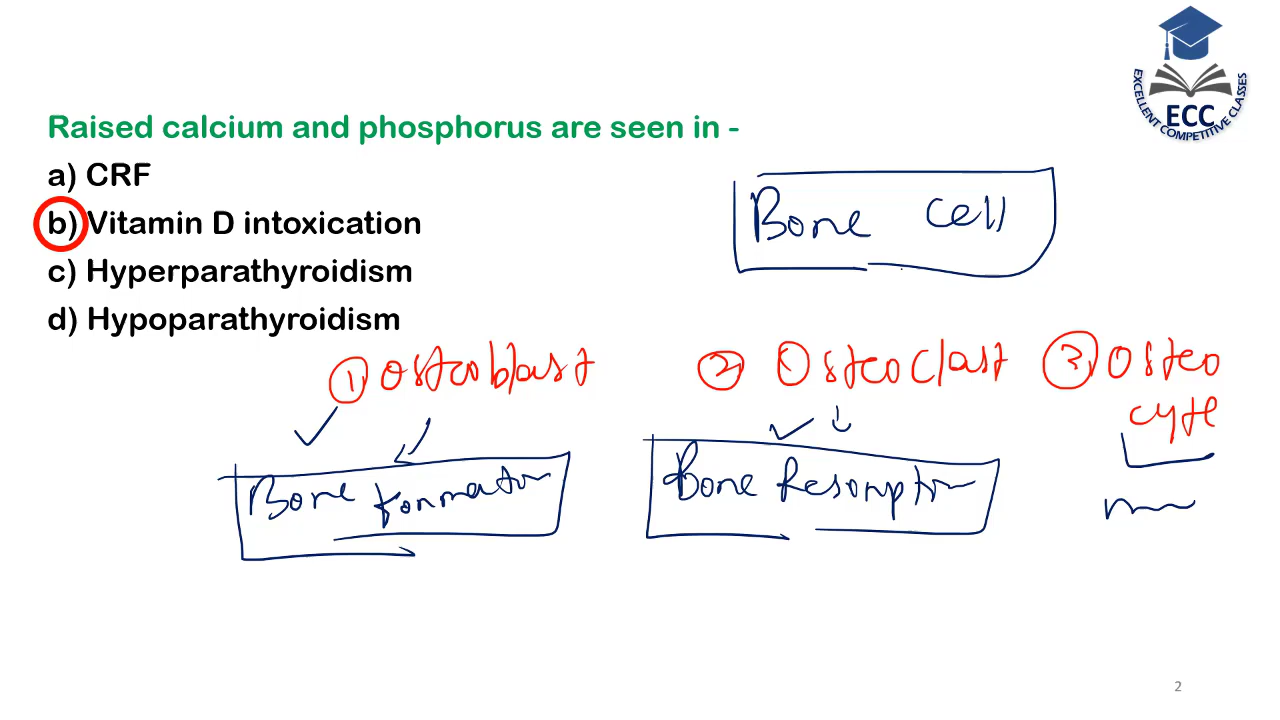 EXCELLENT COMPETITIVE CLASSES
ECC
Raised calcium and phosphorus are seen in -
a) CRF
b) Vitamin D intoxication
c) Hyperparathyroidism
d) Hypoparathyroidism
Bone cell
1, Osteoblast
2 Osteoclast
3, Osteo
cyte
Bone formation
Bone Resorption
2